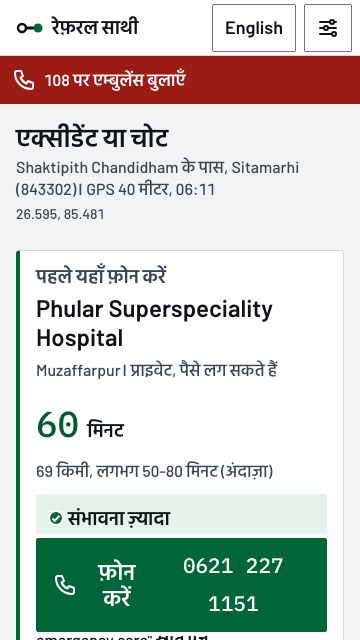 रेफ़रल साथी
English
108 पर एम्बुलेंस बुलाएँ
एक्सीडेंट या चोट
Shaktipith Chandidham के पास, Sitamarhi
(843302)। GPS 40 मीटर, 06:11
26.595, 85.481
पहले यहाँ फ़ोन करें
Phular Superspeciality
Hospital
Muzaffarpur। प्राइवेट, पैसे लग सकते हैं
60 मिनट
69 किमी, लगभग 50-80 मिनट (अंदाज़ा)
संभावना ज़्यादा
फ़ोन
करें
0621 227
1151